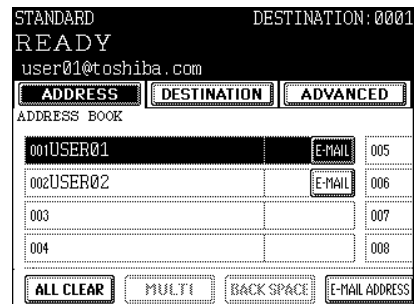 STANDARD DESTINATION:0001
READY
user01@toshiba.com
ADDRESS DESTINATION ADVANCED
ADDRESS BOOK
001USER01 E-MAIL 005
002USER02 E-MAIL 006
003 007
004 008
ALL CLEAR MULTI BACK SPACE E-MAIL ADDRESS